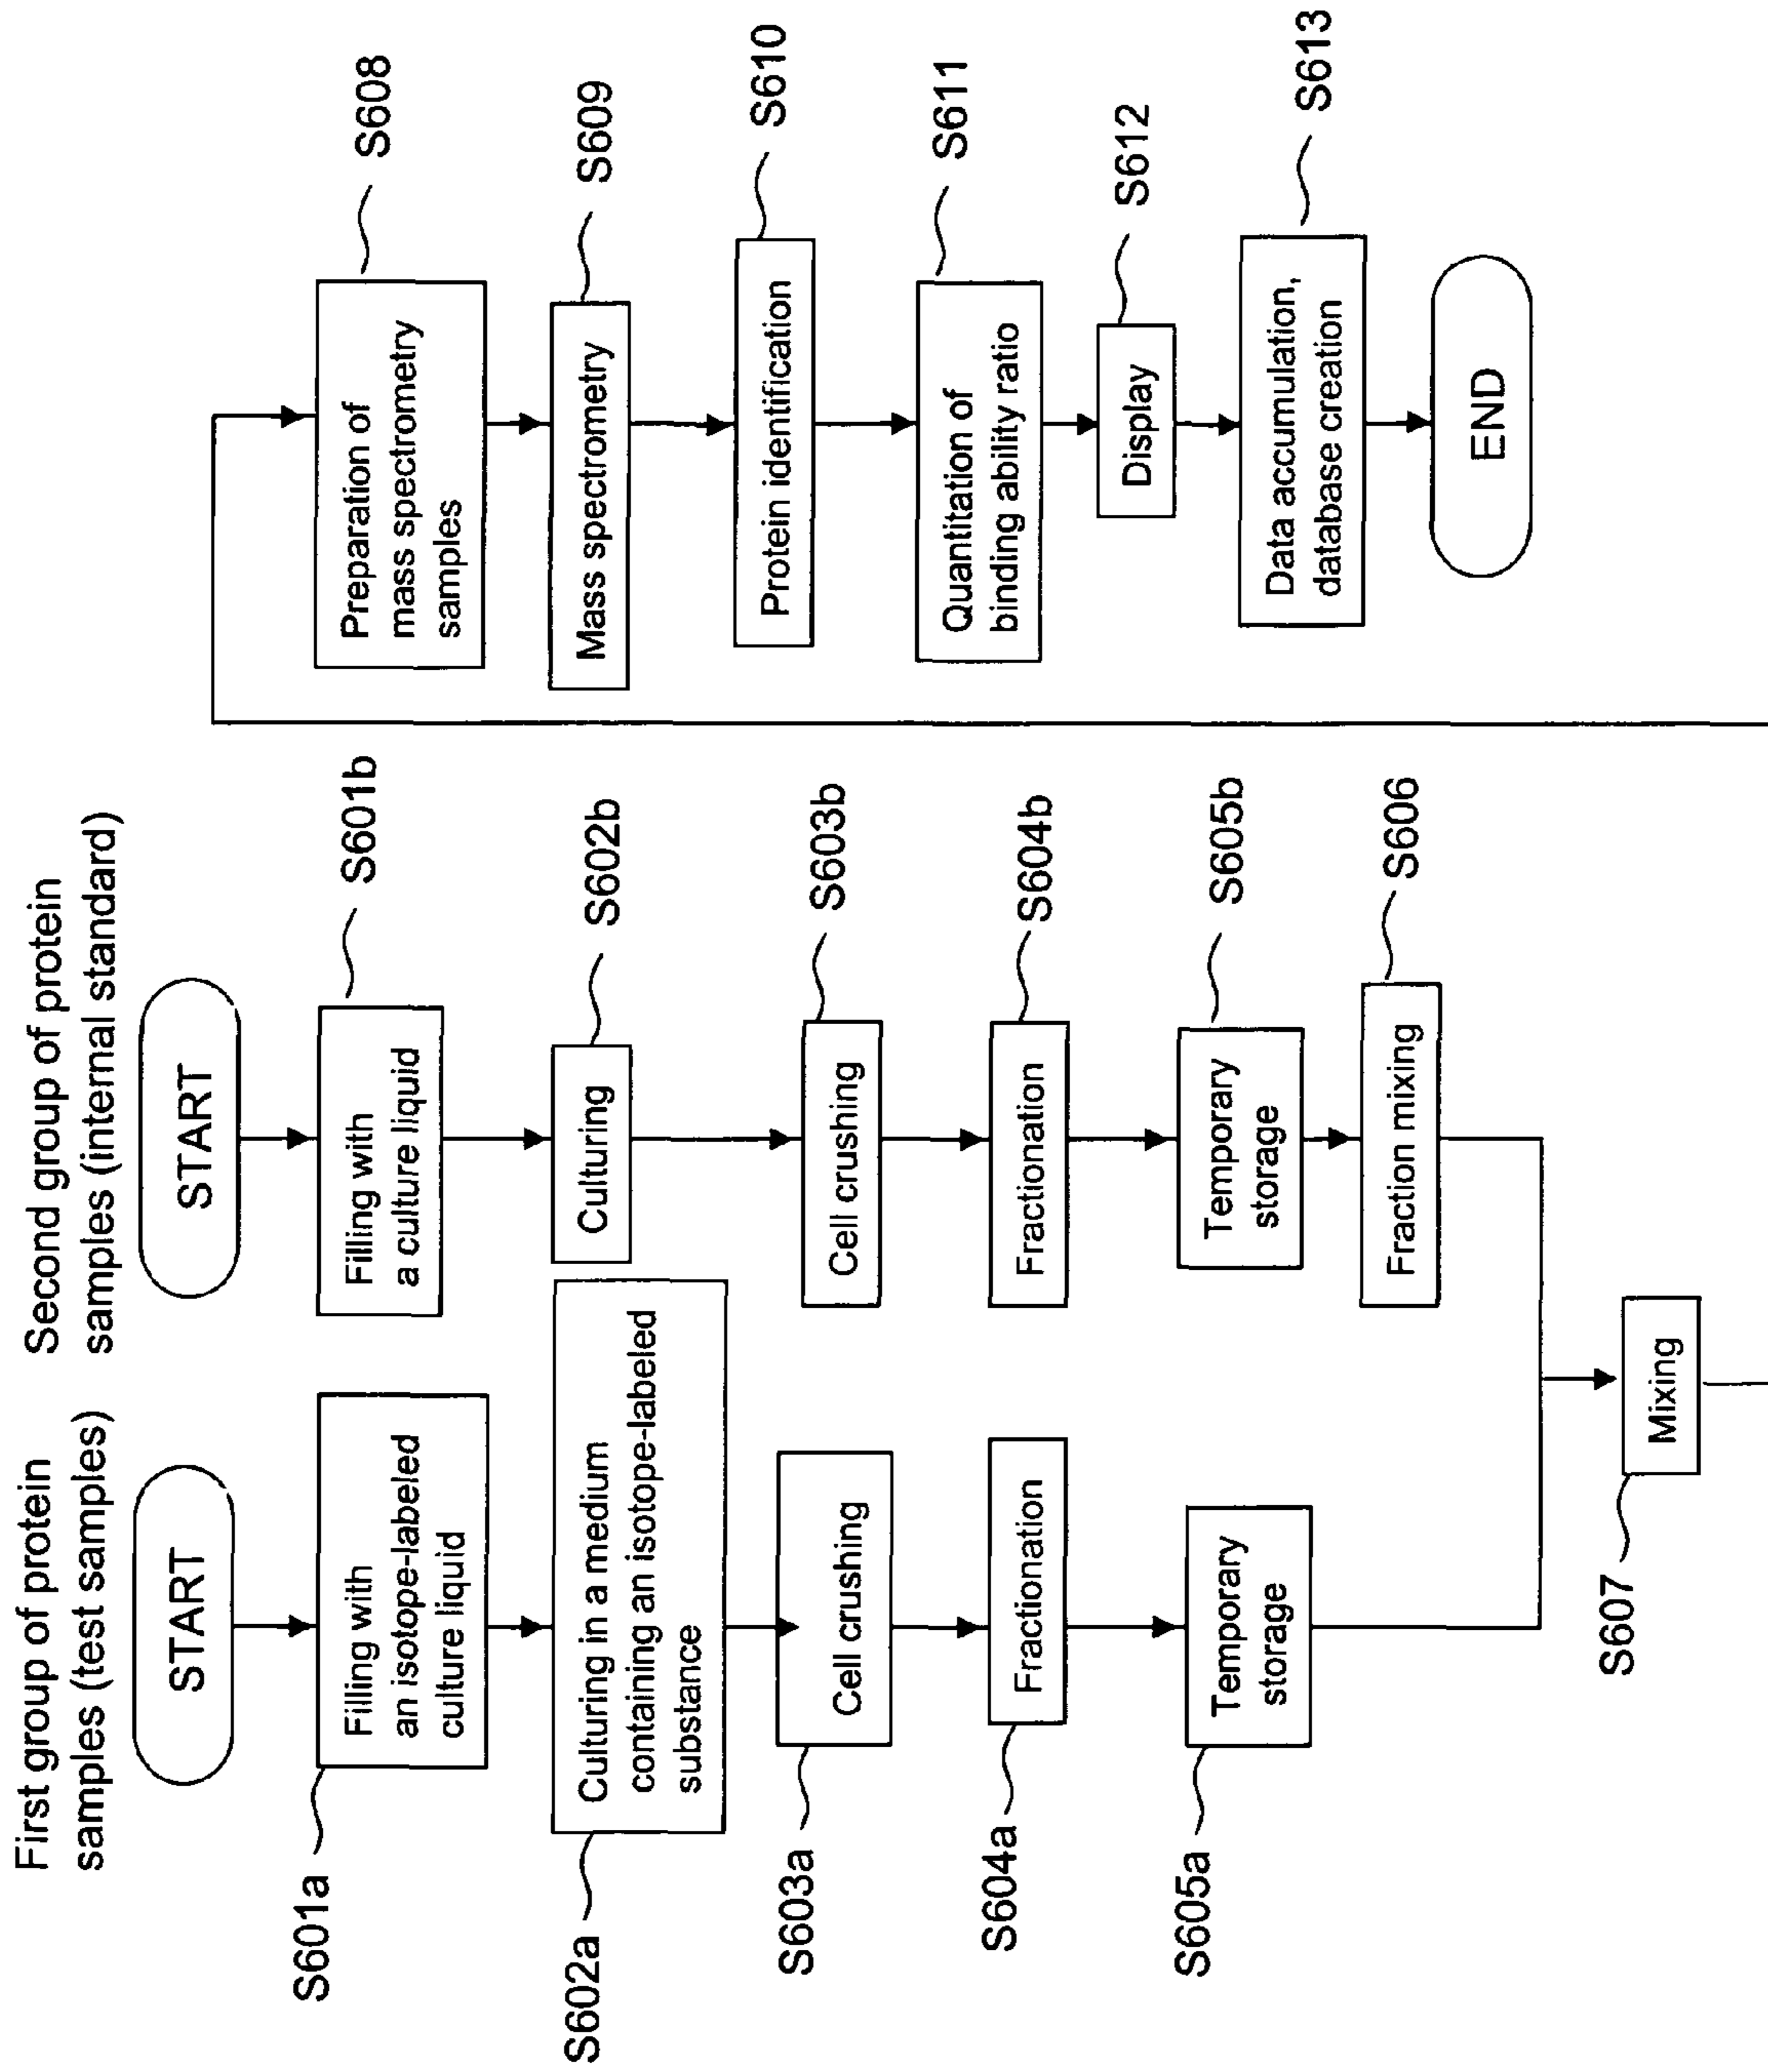 First group of protein
samples (test samples)
START
Filling with
an isotope-labeled
culture liquid
S601a
Culturing in a medium
containing an isotope-labeled
substance
S602a
Cell crushing
S603a
Fractionation
S604a
Temporary
storage
S605a
Second group of protein
samples (internal standard)
START
Filling with
a culture liquid
S601b
Culturing
S602b
Cell crushing
S603b
Fractionation
S604b
Temporary
storage
S605b
Fraction mixing
S606
Mixing
S607
Preparation of
mass spectrometry
samples
S608
Mass spectrometry
S609
Protein identification
S610
Quantitation of
binding ability ratio
S611
Display
S612
Data accumulation,
database creation
S613
END